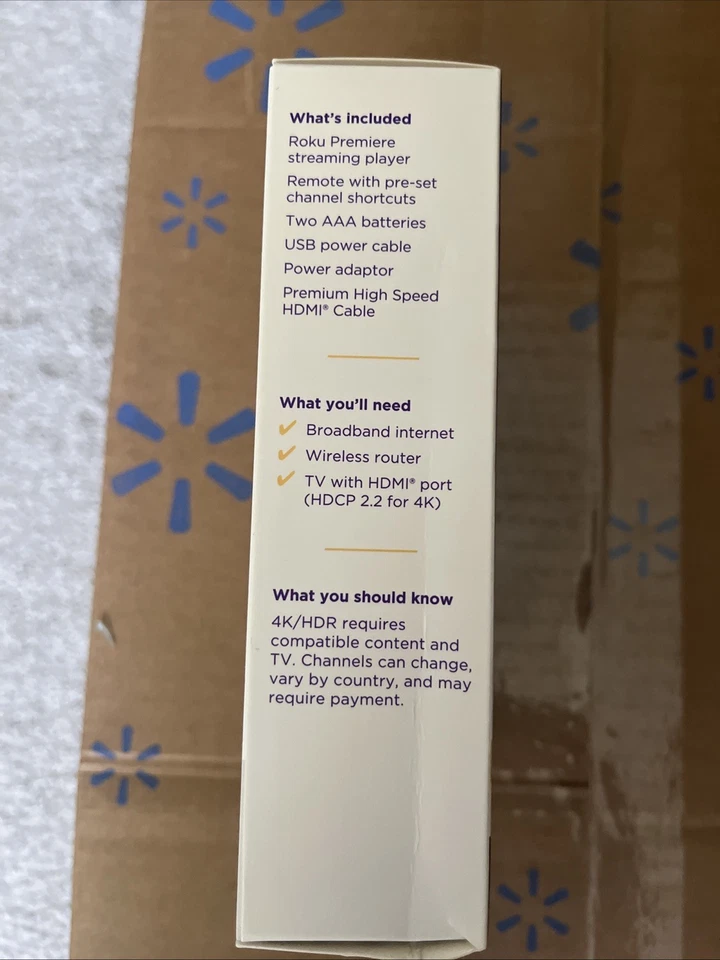 What's included
Roku Premiere
streaming player
Remote with pre-set
channel shortcuts
Two AAA batteries
USB power cable
Power adaptor
Premium High Speed
HDMI® Cable
What you'll need
✓ Broadband internet
✓ Wireless router
✓ TV with HDMI® port
(HDCP 2.2 for 4K)
What you should know
4K/HDR requires
compatible content and
TV. Channels can change,
vary by country, and may
require payment.